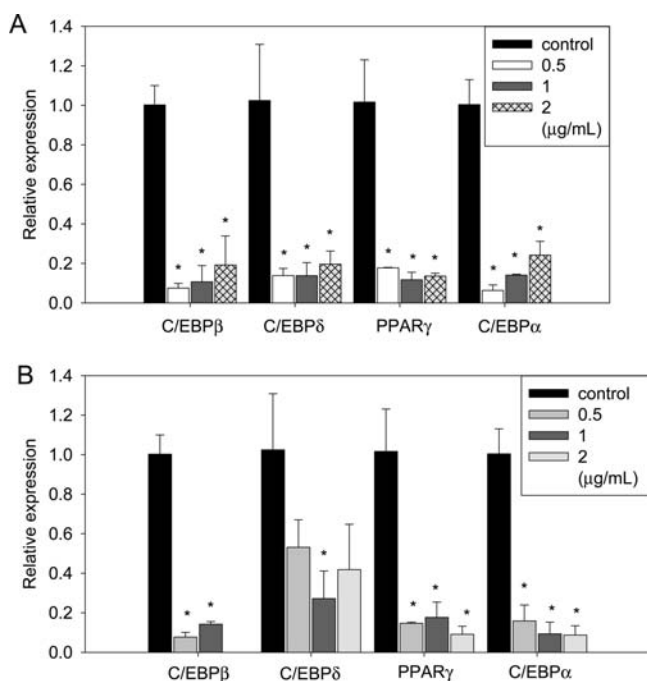 A
Relative expression
1.4
1.2
1.0
0.8
0.6
0.4
0.2
0.0
control
0.5
1
2
(μg/mL)
* * *
* * *
* * *
* * *
C/EBPβ C/EBPδ PPARγ C/EBPα
B
Relative expression
1.4
1.2
1.0
0.8
0.6
0.4
0.2
0.0
control
0.5
1
2
(μg/mL)
* *
*
* * *
* * *
C/EBPβ C/EBPδ PPARγ C/EBPα